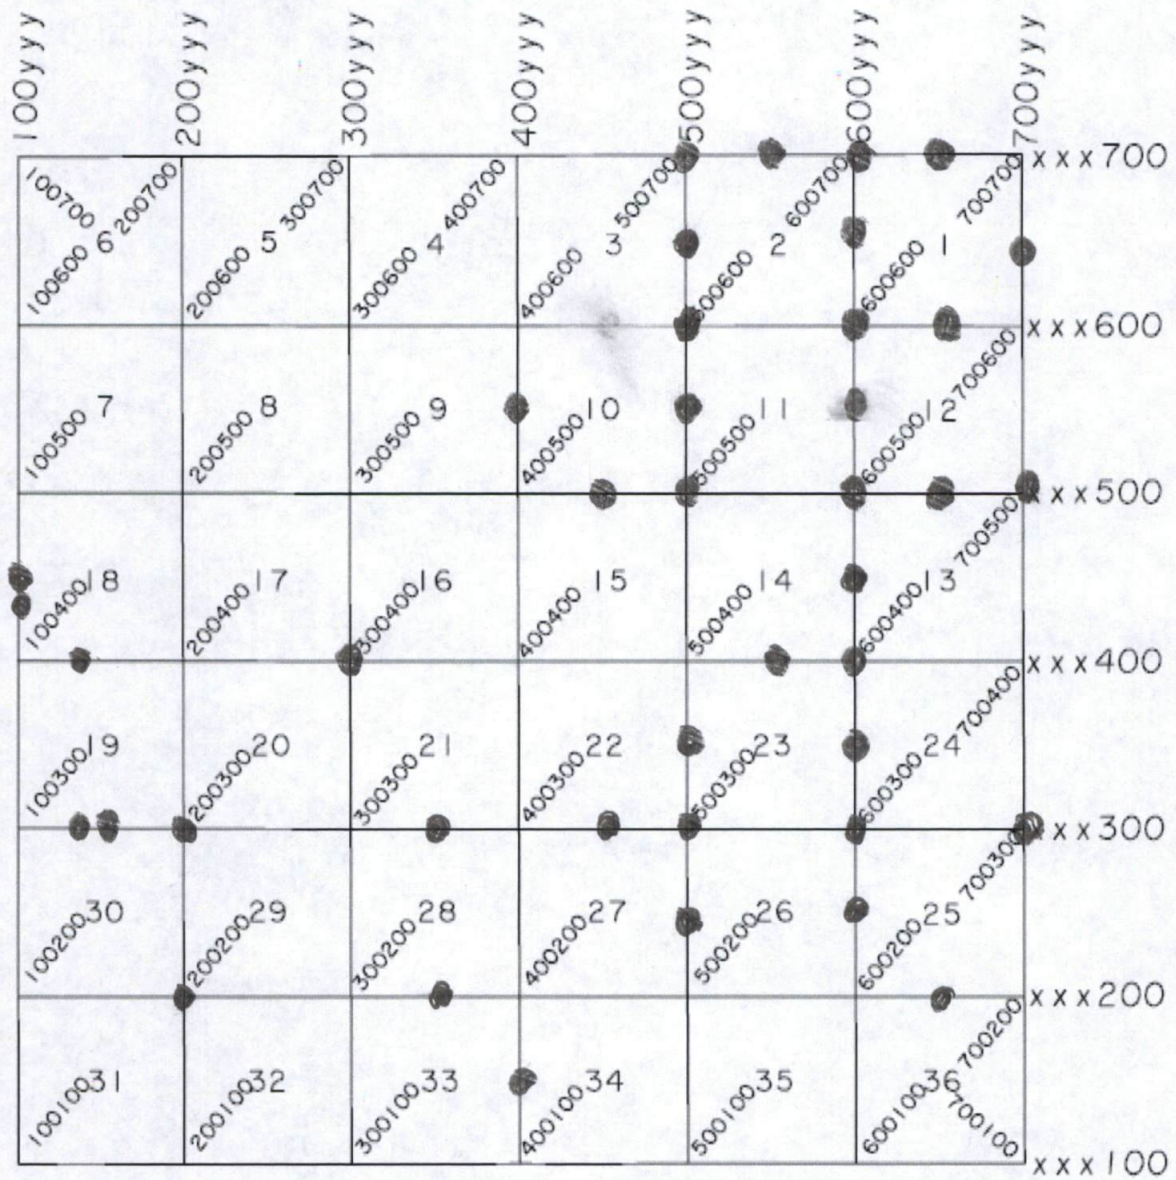 100yyy 200yyy 300yyy 400yyy 500yyy 600yyy 700yyy
100700 200700 300700 400700 500700 600700 700700 xxx700
6 5 4 3 2 1
100600 200600 300600 400600 500600 600600 700600 xxx600
7 8 9 10 11 12
100500 200500 300500 400500 500500 600500 700500 xxx500
18 17 16 15 14 13
100400 200400 300400 400400 500400 600400 700400 xxx400
19 20 21 22 23 24
100300 200300 300300 400300 500300 600300 700300 xxx300
30 29 28 27 26 25
100200 200200 300200 400200 500200 600200 700200 xxx200
31 32 33 34 35 36
100100 200100 300100 400100 500100 600100 700100 xxx100